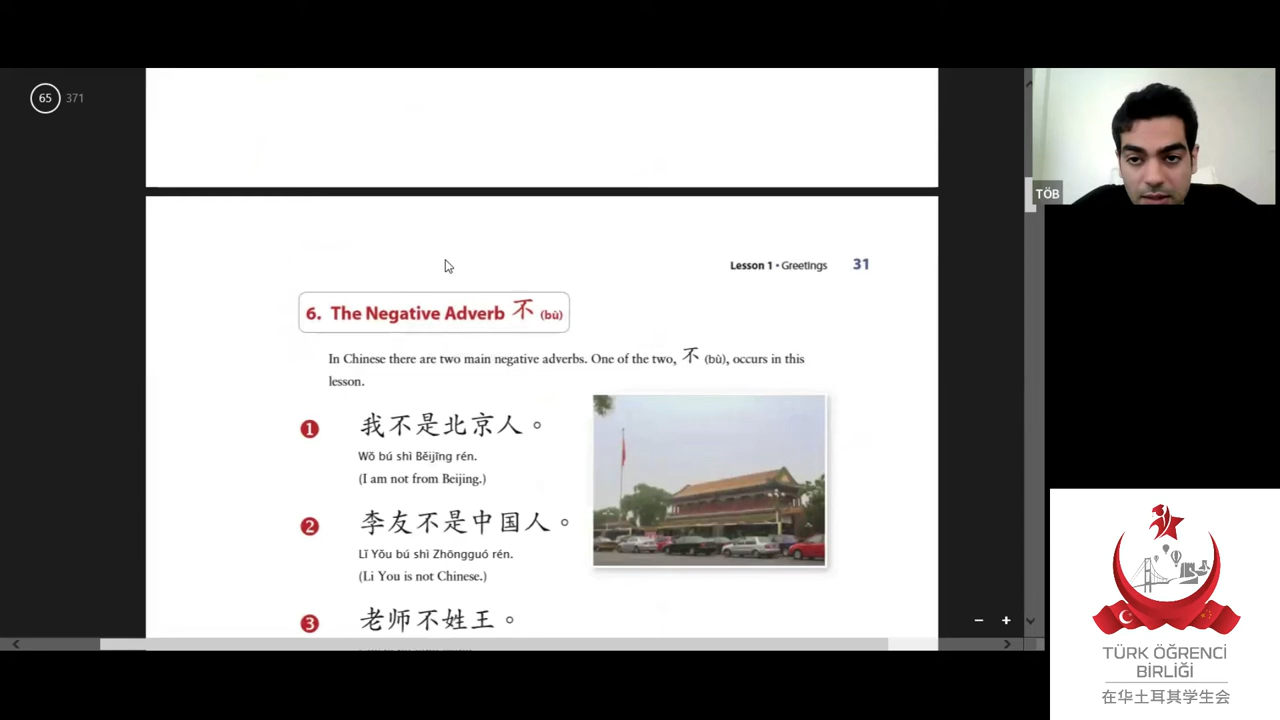 65 371
TÖB
Lesson 1 • Greetings 31
6. The Negative Adverb 不 (bù)
In Chinese there are two main negative adverbs. One of the two, 不 (bù), occurs in this
lesson.
1 我不是北京人。
Wǒ bú shì Běijīng rén.
(I am not from Beijing.)
2 李友不是中国人。
Lǐ Yǒu bú shì Zhōngguó rén.
(Li You is not Chinese.)
3 老师不姓王。
TÜRK ÖĞRENCİ
BİRLİĞİ
在华土耳其学生会